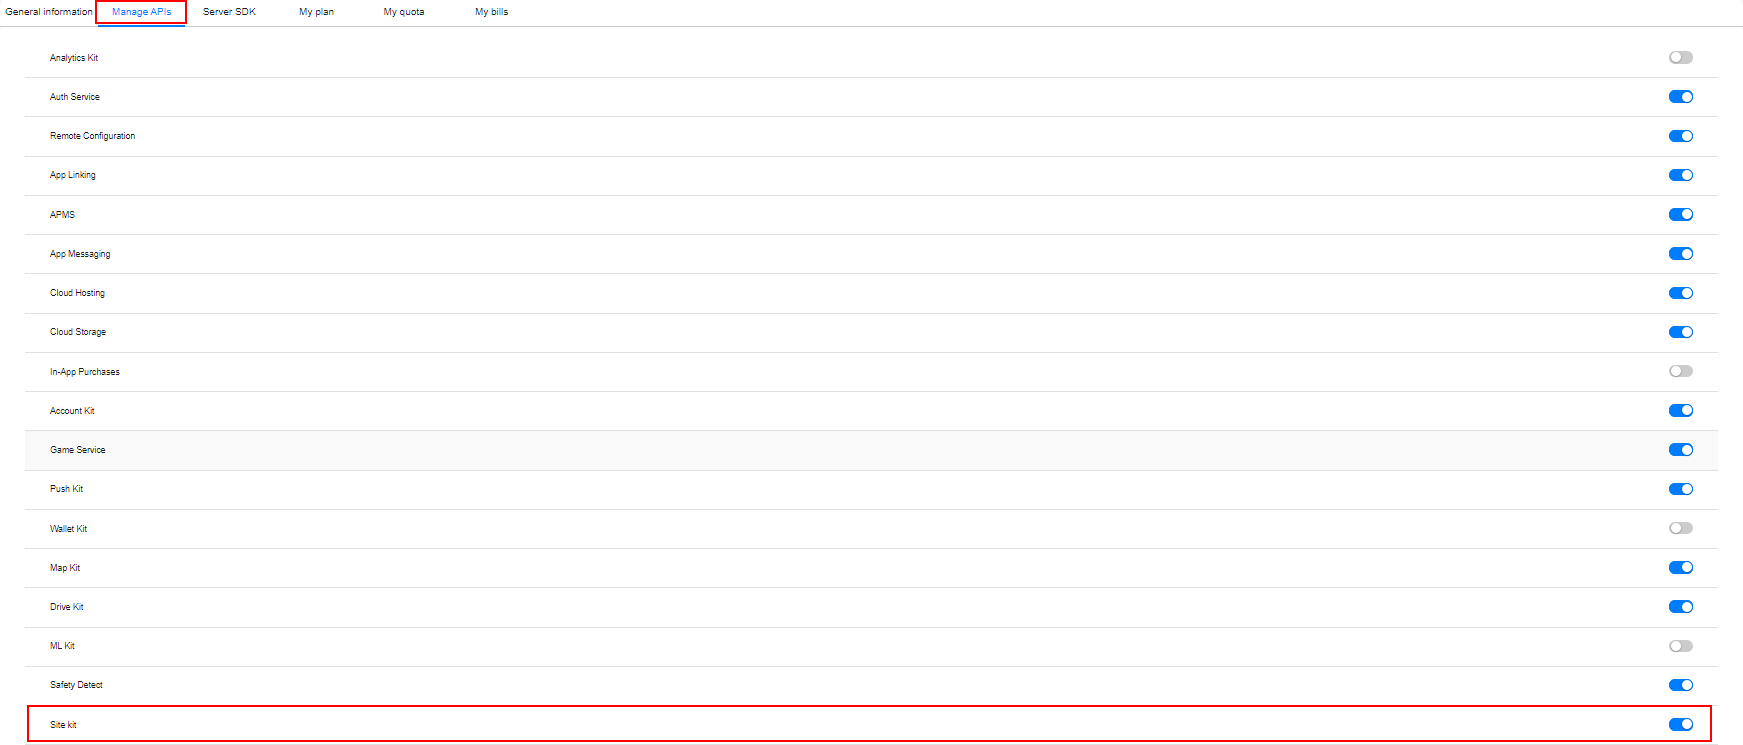 General information Manage APIs Server SDK My plan My quota My bills
Analytics Kit
Auth Service
Remote Configuration
App Linking
APMS
App Messaging
Cloud Hosting
Cloud Storage
In-App Purchases
Account Kit
Game Service
Push Kit
Wallet Kit
Map Kit
Drive Kit
ML Kit
Safety Detect
Site kit